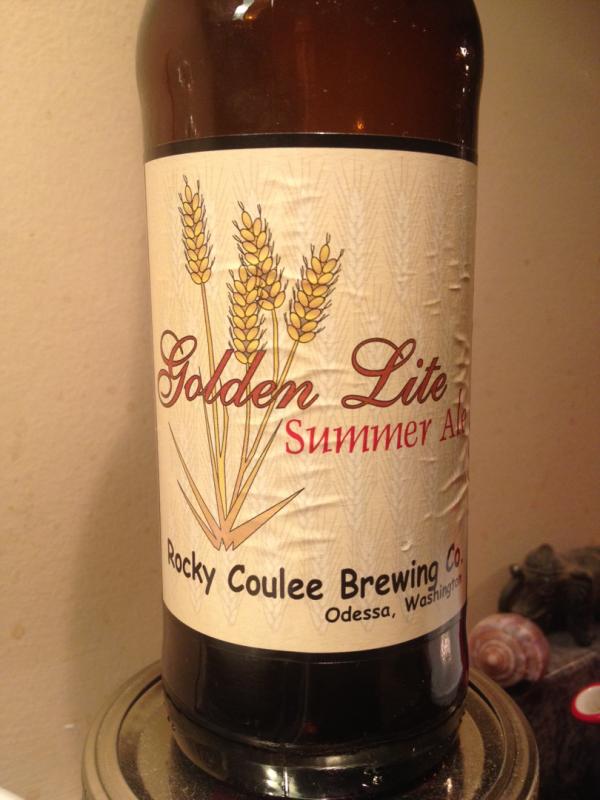 Golden Lite
Summer Ale
Rocky Coulee Brewing Co.
Odessa, Washington